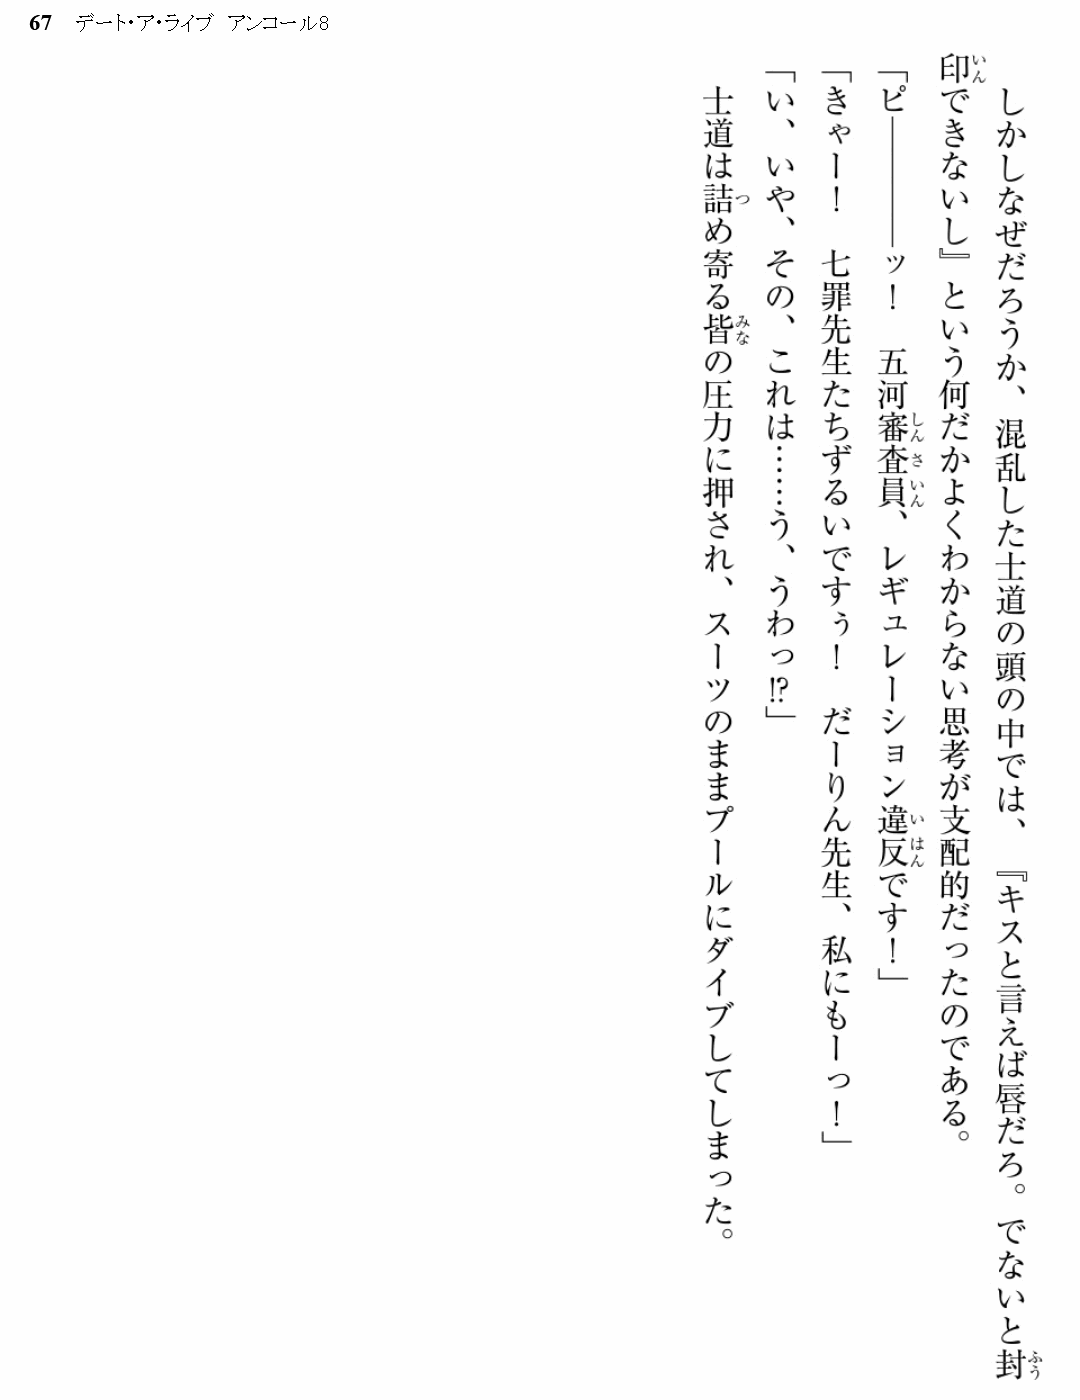 67 デート・ア・ライブ アンコール8
しかしなぜだろうか、混乱した士道の頭の中では、『キスと言えば唇だろ。でないと封
印できないし』という何だかよくわからない思考が支配的だったのである。
「ピ――――ッ！　五河審査員、レギュレーション違反です！」
「きゃー！　七罪先生たちずるいですぅ！　だーりん先生、私にもーっ！」
「い、いや、その、これは……う、うわっ!?」
士道は詰め寄る皆の圧力に押され、スーツのままプールにダイブしてしまった。